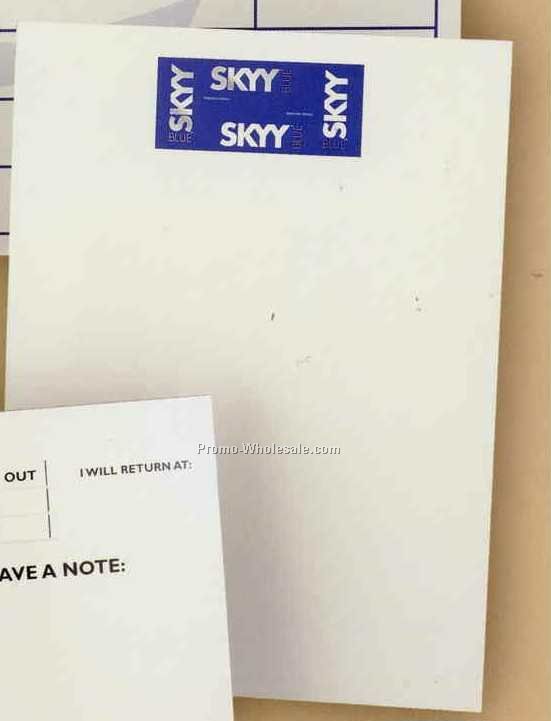 SKYY BLUE
SKYY BLUE
SKYY BLUE
SKYY BLUE
Promo-Wholesale.com
OUT
I WILL RETURN AT:
AVE A NOTE: